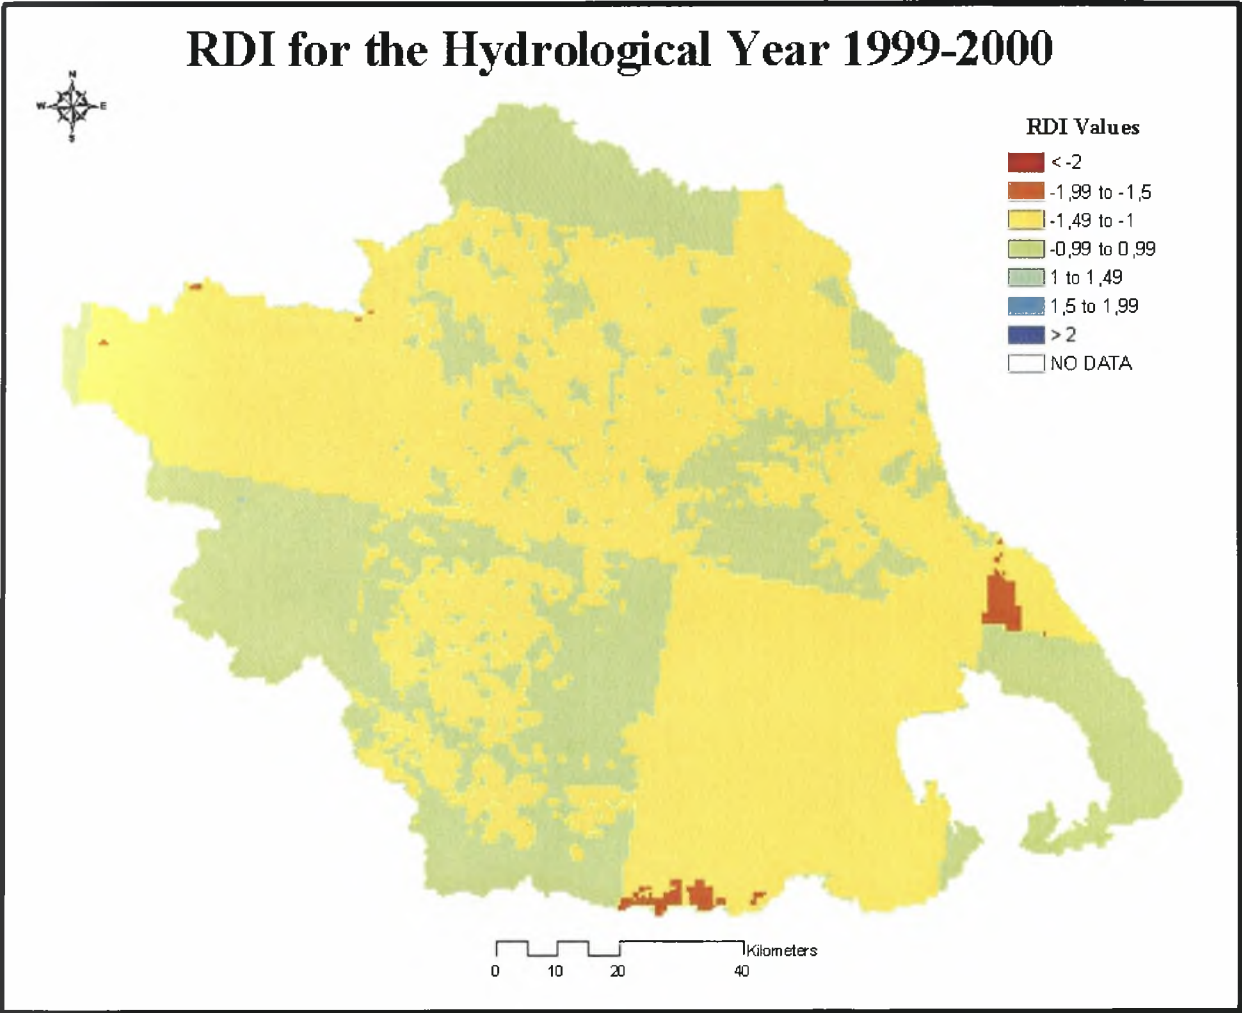 RDI for the Hydrological Year 1999-2000
N
W E
S
RDI Values
< -2
-1,99 to -1,5
-1,49 to -1
-0,99 to 0,99
1 to 1,49
1,5 to 1,99
> 2
NO DATA
Kilometers
0 10 20 40